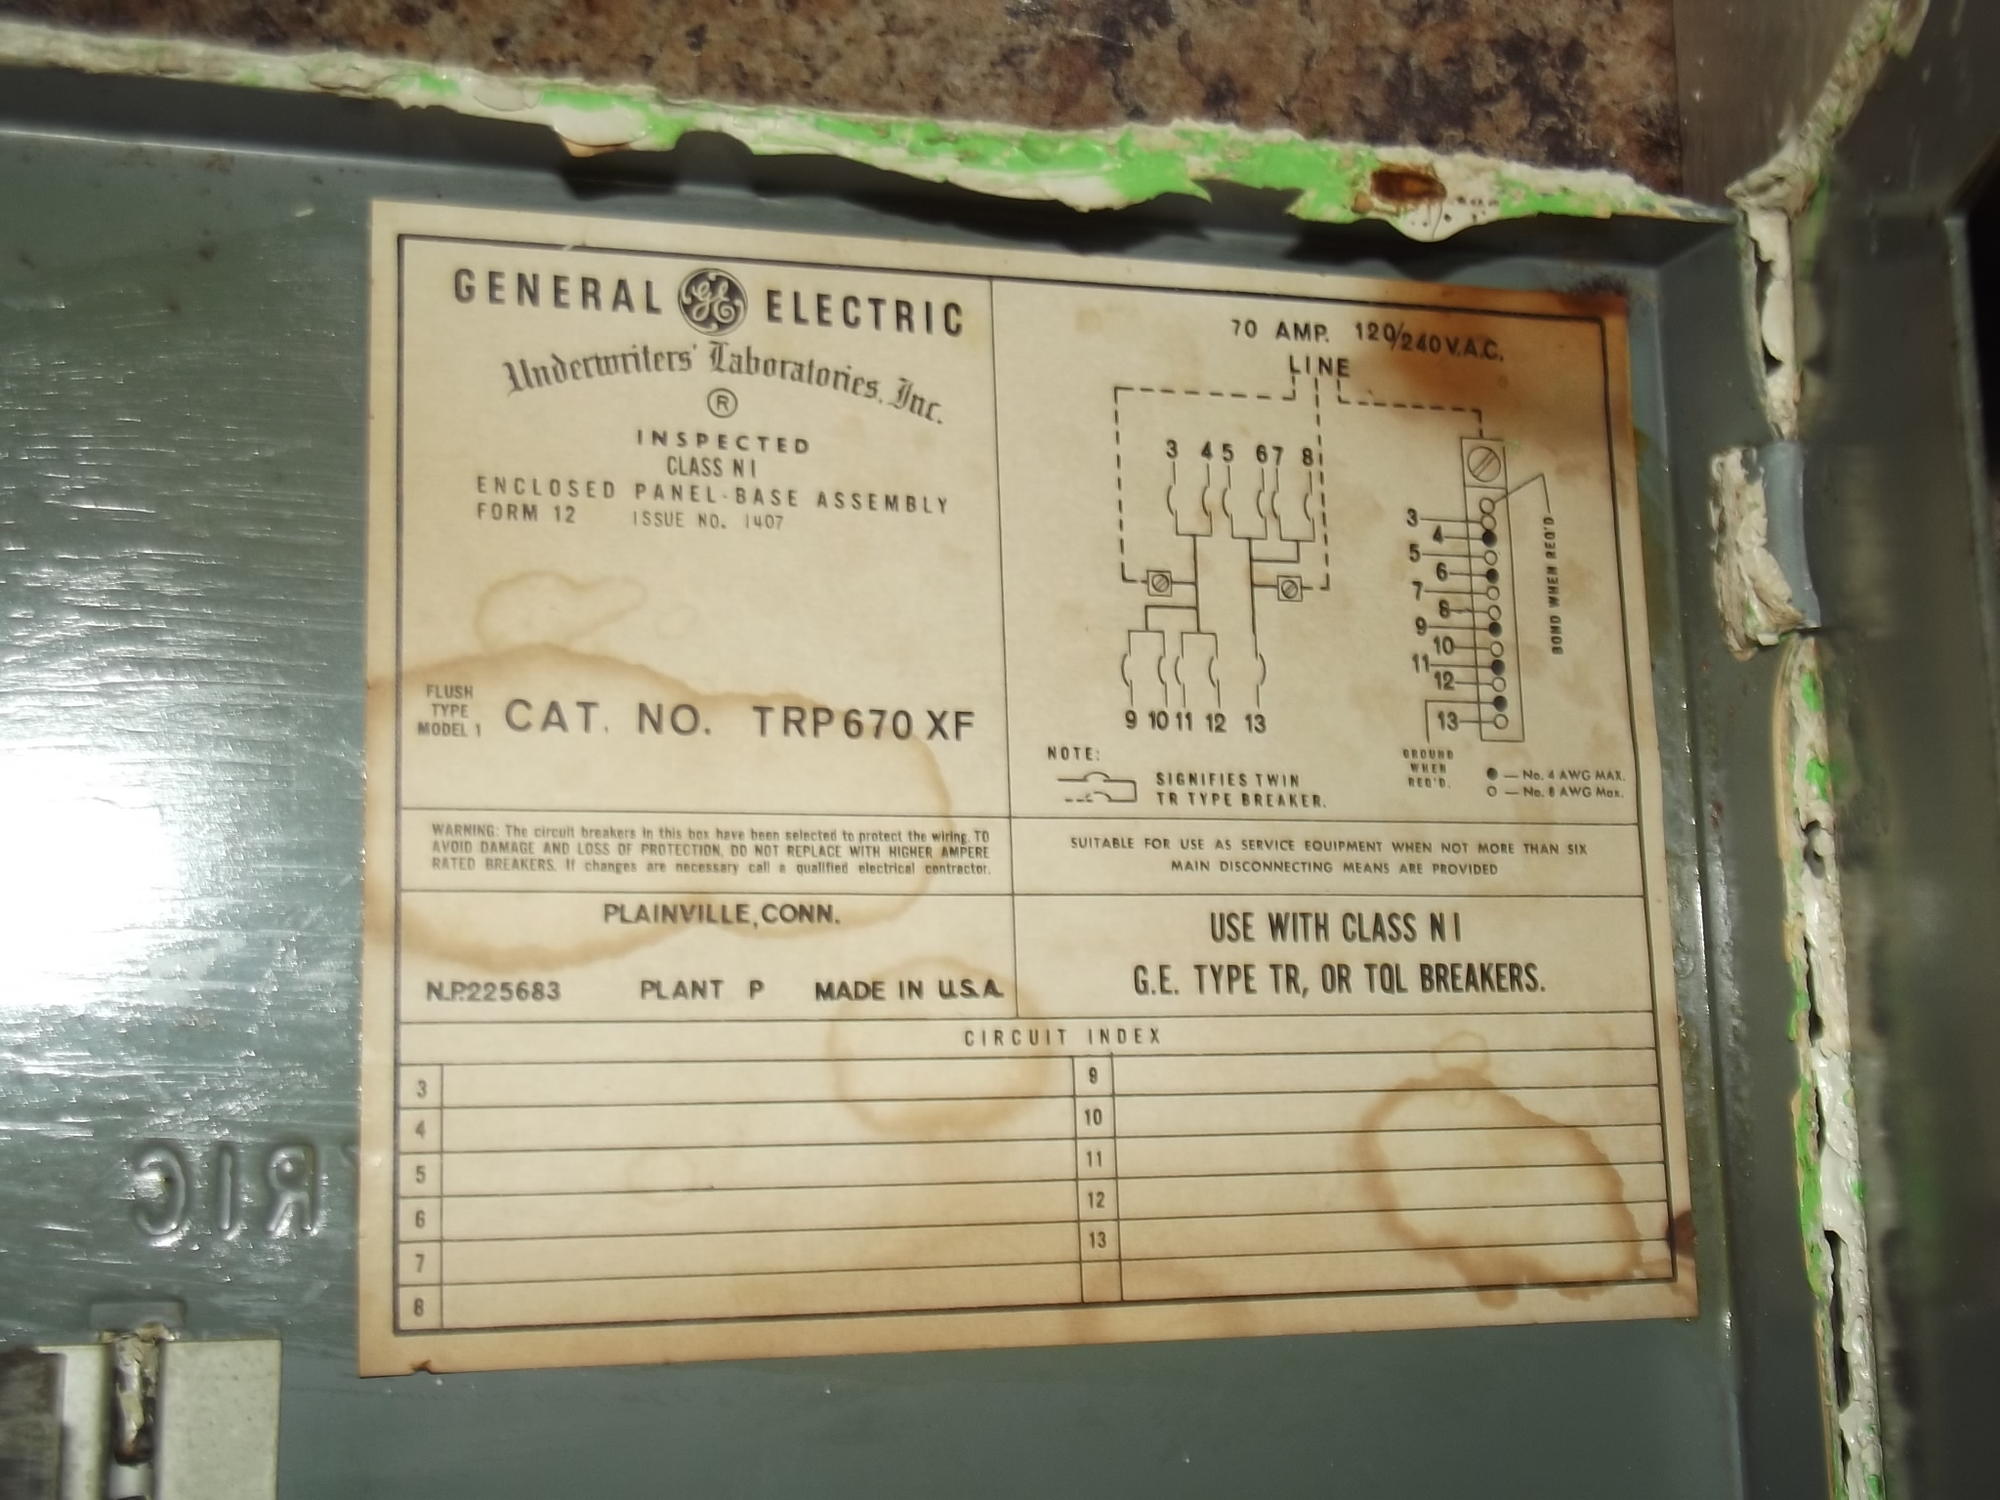 GENERAL GE ELECTRIC
Underwriters' Laboratories, Inc.
®
INSPECTED
CLASS N I
ENCLOSED PANEL-BASE ASSEMBLY
FORM 12 ISSUE NO. 1407
FLUSH
TYPE
MODEL 1
CAT. NO. TRP670 XF
WARNING: The circuit breakers in this box have been selected to protect the wiring. TO
AVOID DAMAGE AND LOSS OF PROTECTION, DO NOT REPLACE WITH HIGHER AMPERE
RATED BREAKERS. If changes are necessary call a qualified electrical contractor.
PLAINVILLE, CONN.
N.P.225683 PLANT P MADE IN U.S.A.
70 AMP. 120/240 V.A.C.
LINE
3 4 5 6 7 8
9 10 11 12 13
3
4
5
6
7
8
9
10
11
12
13
BOND WHEN REQ'D
GROUND
WHEN
REQ'D.
● — No. 4 AWG MAX.
○ — No. 8 AWG Max.
NOTE:
SIGNIFIES TWIN
TR TYPE BREAKER.
SUITABLE FOR USE AS SERVICE EQUIPMENT WHEN NOT MORE THAN SIX
MAIN DISCONNECTING MEANS ARE PROVIDED
USE WITH CLASS N I
G.E. TYPE TR, OR TQL BREAKERS.
CIRCUIT INDEX
3
4
5
6
7
8
9
10
11
12
13
RIC